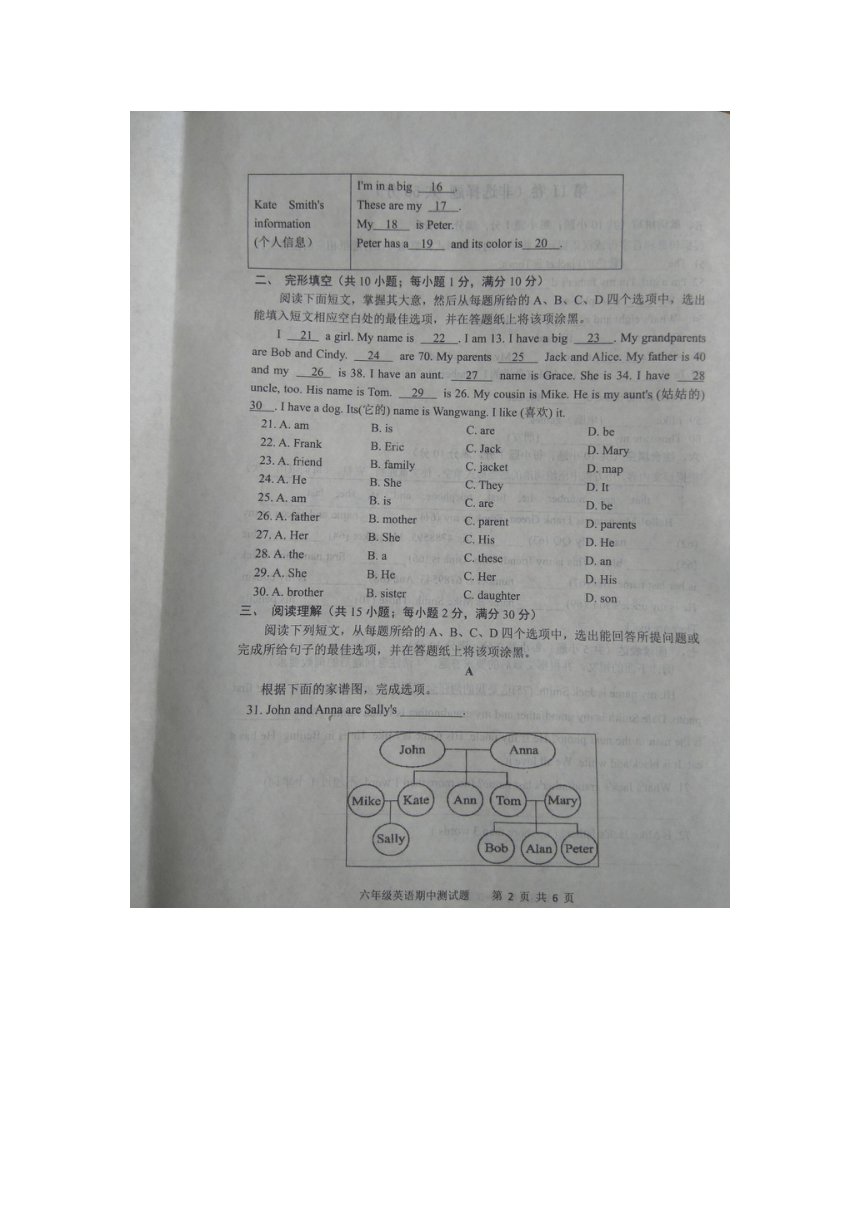 I'm in a big 16 .
Kate Smith's
These are my 17 .
information
My 18 is Peter.
(个人信息)
Peter has a 19 and its color is 20 .
二、 完形填空(共 10 小题;每小题 1 分,满分 10 分)
阅读下面短文,掌握其大意,然后从每题所给的 A、B、C、D 四个选项中,选出
能填入短文相应空白处的最佳选项,并在答题纸上将该项涂黑。
I 21 a girl. My name is 22 . I am 13. I have a big 23 . My grandparents
are Bob and Cindy. 24 are 70. My parents 25 Jack and Alice. My father is 40
and my 26 is 38. I have an aunt. 27 name is Grace. She is 34. I have 28
uncle, too. His name is Tom. 29 is 26. My cousin is Mike. He is my aunt's (姑姑的)
30 . I have a dog. Its(它的) name is Wangwang. I like (喜欢) it.
21. A. am B. is C. are D. be
22. A. Frank B. Eric C. Jack D. Mary
23. A. friend B. family C. jacket D. map
24. A. He B. She C. They D. It
25. A. am B. is C. are D. be
26. A. father B. mother C. parent D. parents
27. A. Her B. She C. His D. He
28. A. the B. a C. these D. an
29. A. She B. He C. Her D. His
30. A. brother B. sister C. daughter D. son
三、 阅读理解(共 15 小题;每小题 2 分,满分 30 分)
阅读下列短文,从每题所给的 A、B、C、D 四个选项中,选出能回答所提问题或
完成所给句子的最佳选项,并在答题纸上将该项涂黑。
A
根据下面的家谱图,完成选项。
31. John and Anna are Sally's .
John Anna
Mike Kate Ann Tom Mary
Sally Bob Alan Peter
六年级英语期中测试题 第 2 页 共 6 页